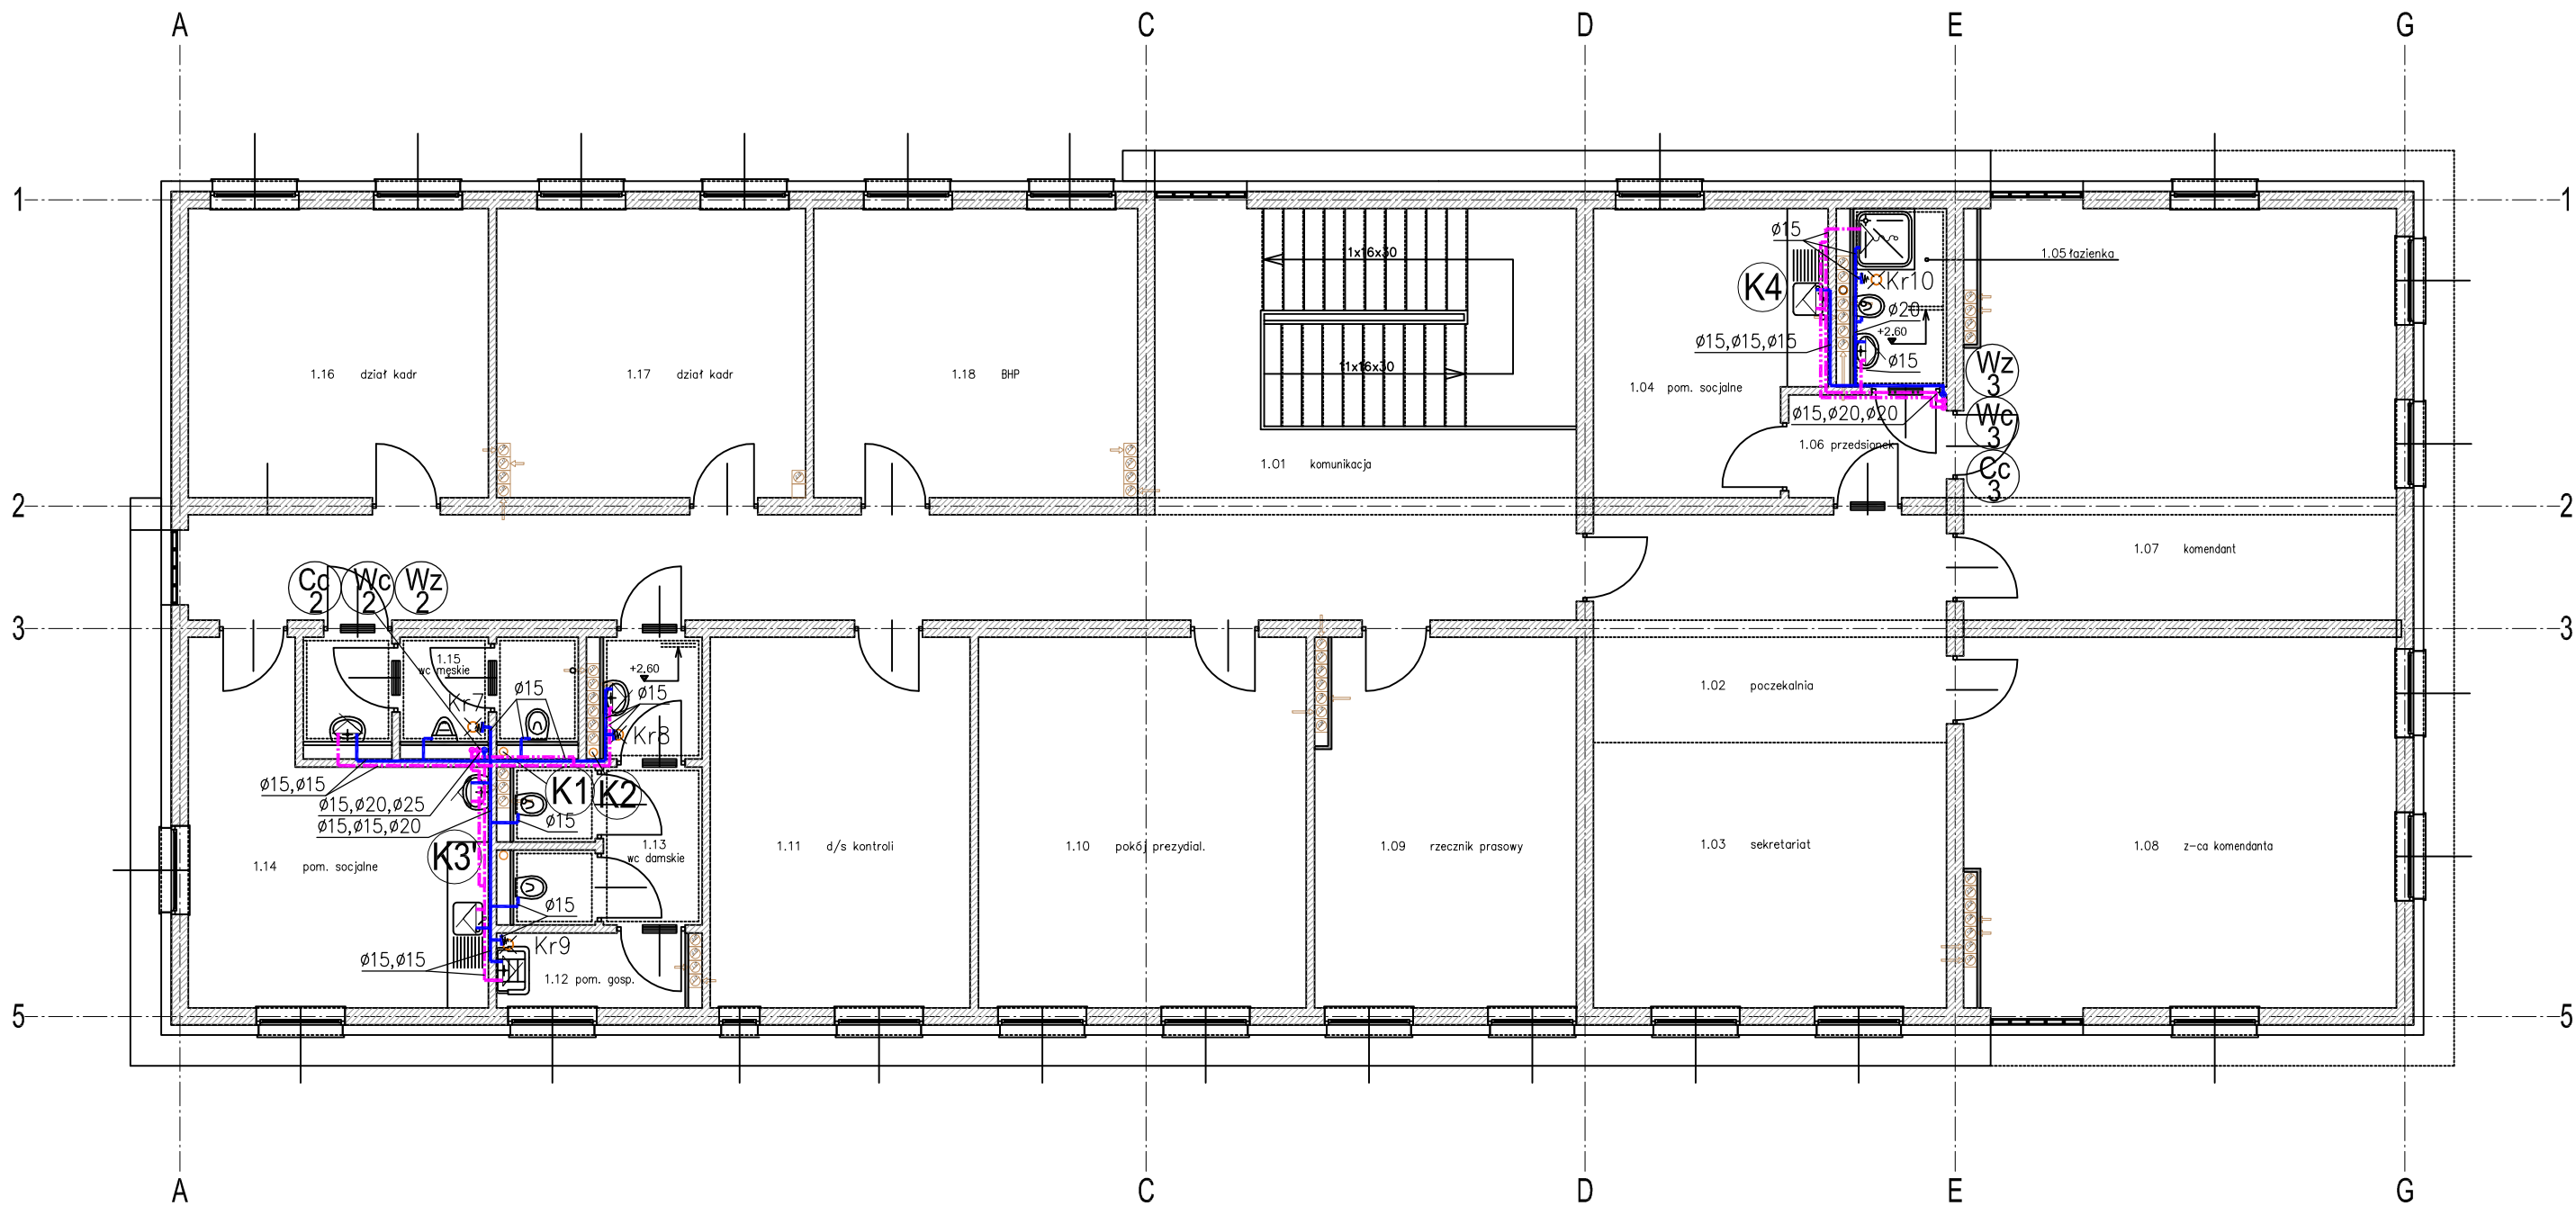 A C D E G
1 1
11x16x30
Ø15
K4
Kr10
1.05 łazienka
Ø20
+2.60
Ø15,Ø15,Ø15
Ø15
1.16 dział kadr
1.17 dział kadr
1.18 BHP
11x16x30
1.04 pom. socjalne
Wz
3
Ø15,Ø20,Ø20
Wc
3
1.06 przedsionek
1.01 komunikacja
Cc
3
2 2
1.07 komendant
Cc
2
Wc
2
Wz
2
3 3
1.15
wc męskie
+2.60
Kr7
Ø15
Ø15
1.02 poczekalnia
Kr8
Ø15,Ø15
Ø15,Ø20,Ø25
K1
K2
Ø15,Ø15,Ø20
Ø15
K3'
1.14 pom. socjalne
1.13
wc damskie
1.11 d/s kontroli
1.10 pokój prezydial.
1.09 rzecznik prasowy
1.03 sekretariat
1.08 z-ca komendanta
Ø15
Kr9
Ø15,Ø15
1.12 pom. gosp.
5 5
A C D E G